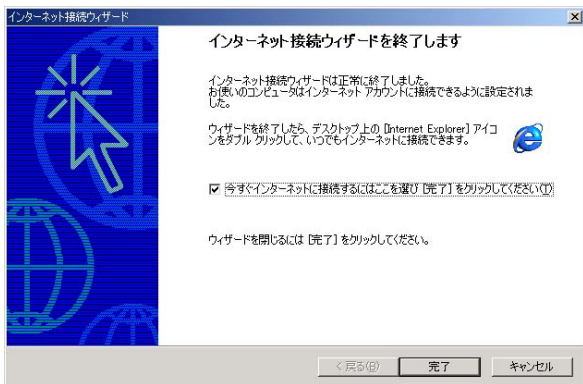 インターネット接続ウィザード
インターネット接続ウィザードを終了します
インターネット接続ウィザードは正常に終了しました。
お使いのコンピュータはインターネット アカウントに接続できるように設定されま
した。
ウィザードを終了したら、デスクトップ上の [Internet Explorer] アイコ
ンをダブル クリックして、いつでもインターネットに接続できます。
今すぐインターネットに接続するにはここを選び [完了] をクリックしてください(T)
ウィザードを閉じるには [完了] をクリックしてください。
< 戻る(B)
完了
キャンセル